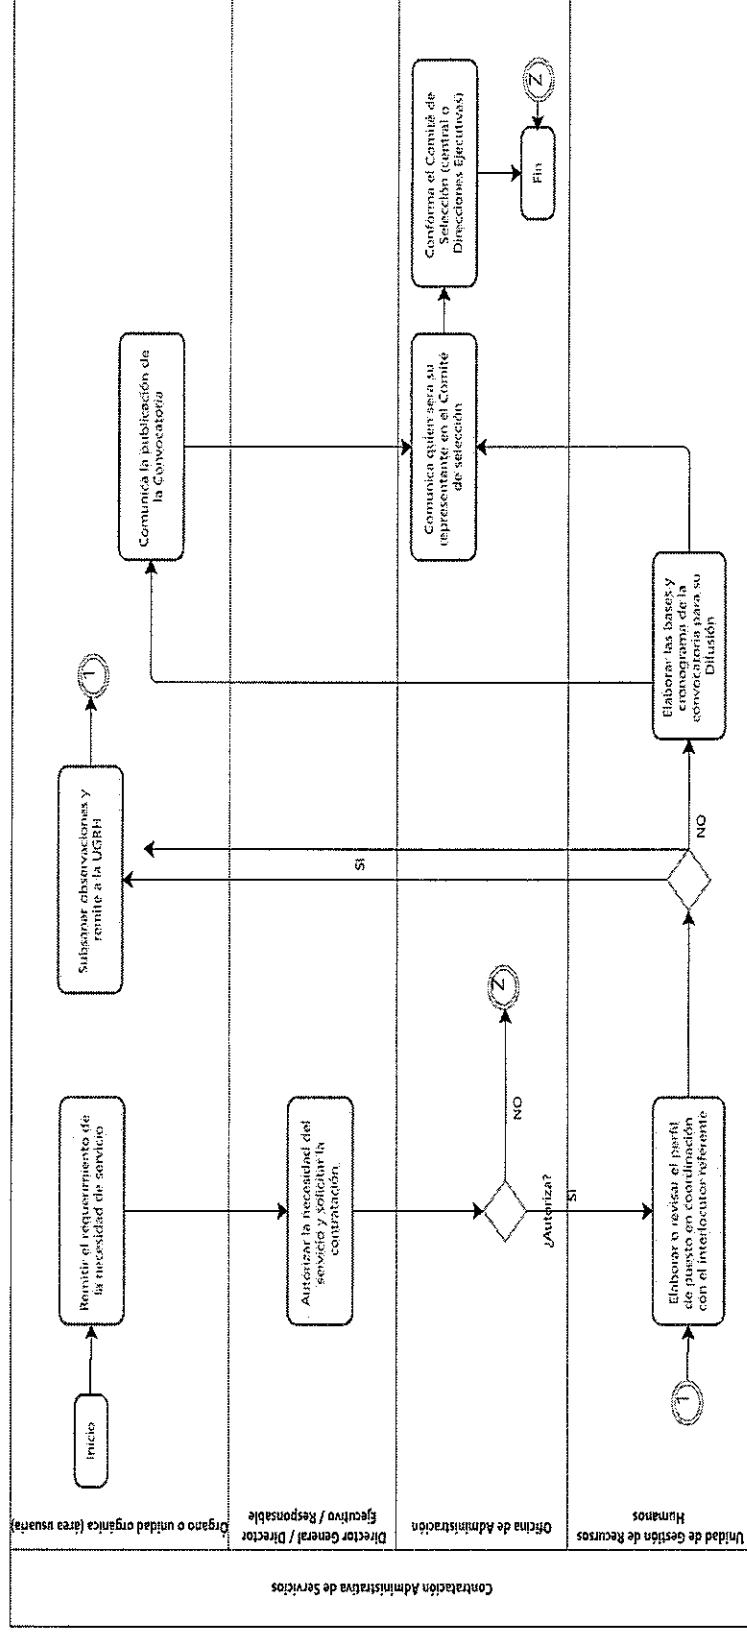 Contratación Administrativa de Servicios
Órgano o unidad orgánica (área usuaria)
Director General / Director
Ejecutivo / Responsable
Oficina de Administración
Unidad de Gestión de Recursos
Humanos
Inicio
Remitir el requerimiento de
la necesidad de servicio
Subsanar observaciones y
remite a la UGRH
1
Comunica la publicación de
la Convocatoria
Autorizar la necesidad del
servicio y solicitar la
contratación.
¿Autoriza?
NO
Z
SI
Comunica quien sera su
representante en el Comité
de selección
Conforma el Comité de
Selección (central o
Direcciones Ejecutivas)
Fin
Z
1
Elaborar o revisar el perfil
de puesto en coordinación
con el interlocutor referente
SI
NO
Elaborar las bases y
cronograma de la
convocatoria para su
Difusión